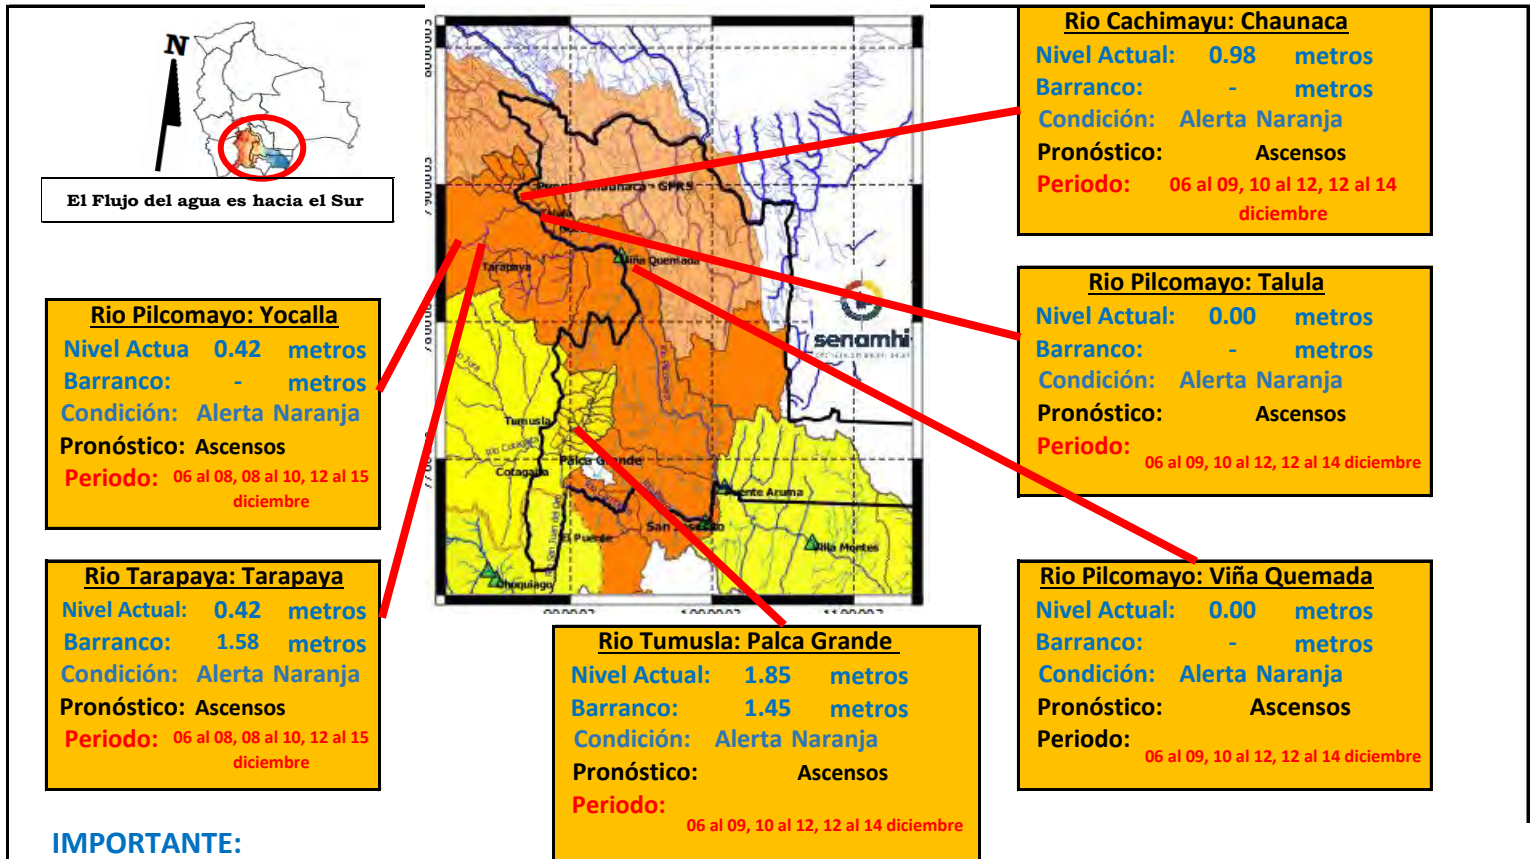 N
El Flujo del agua es hacia el Sur
Rio Cachimayu: Chaunaca
Nivel Actual: 0.98 metros
Barranco: - metros
Condición: Alerta Naranja
Pronóstico: Ascensos
Periodo: 06 al 09, 10 al 12, 12 al 14
diciembre
Rio Pilcomayo: Talula
Nivel Actual: 0.00 metros
Barranco: - metros
Condición: Alerta Naranja
Pronóstico: Ascensos
Periodo:
06 al 09, 10 al 12, 12 al 14 diciembre
Rio Pilcomayo: Yocalla
Nivel Actua 0.42 metros
Barranco: - metros
Condición: Alerta Naranja
Pronóstico: Ascensos
Periodo: 06 al 08, 08 al 10, 12 al 15
diciembre
Rio Tarapaya: Tarapaya
Nivel Actual: 0.42 metros
Barranco: 1.58 metros
Condición: Alerta Naranja
Pronóstico: Ascensos
Periodo: 06 al 08, 08 al 10, 12 al 15
diciembre
Chaunaca - GPRS
Talula
Viña Quemada
Tarapaya
senamhi
Tumusla
Palca Grande
Cotagaita
Puente Aruma
San Josecito
El Puente
Villa Montes
Chuquiago
Rio Tumusla: Palca Grande
Nivel Actual: 1.85 metros
Barranco: 1.45 metros
Condición: Alerta Naranja
Pronóstico: Ascensos
Periodo:
06 al 09, 10 al 12, 12 al 14 diciembre
Rio Pilcomayo: Viña Quemada
Nivel Actual: 0.00 metros
Barranco: - metros
Condición: Alerta Naranja
Pronóstico: Ascensos
Periodo:
06 al 09, 10 al 12, 12 al 14 diciembre
IMPORTANTE: